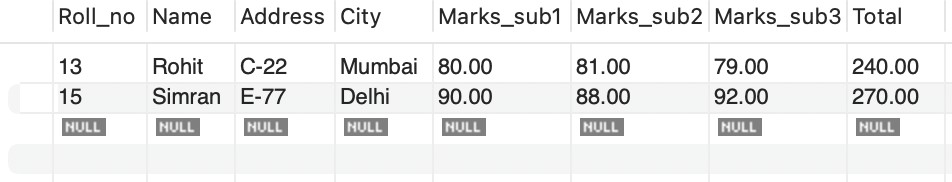 Roll_no Name Address City Marks_sub1 Marks_sub2 Marks_sub3 Total
13 Rohit C-22 Mumbai 80.00 81.00 79.00 240.00
15 Simran E-77 Delhi 90.00 88.00 92.00 270.00
NULL NULL NULL NULL NULL NULL NULL NULL